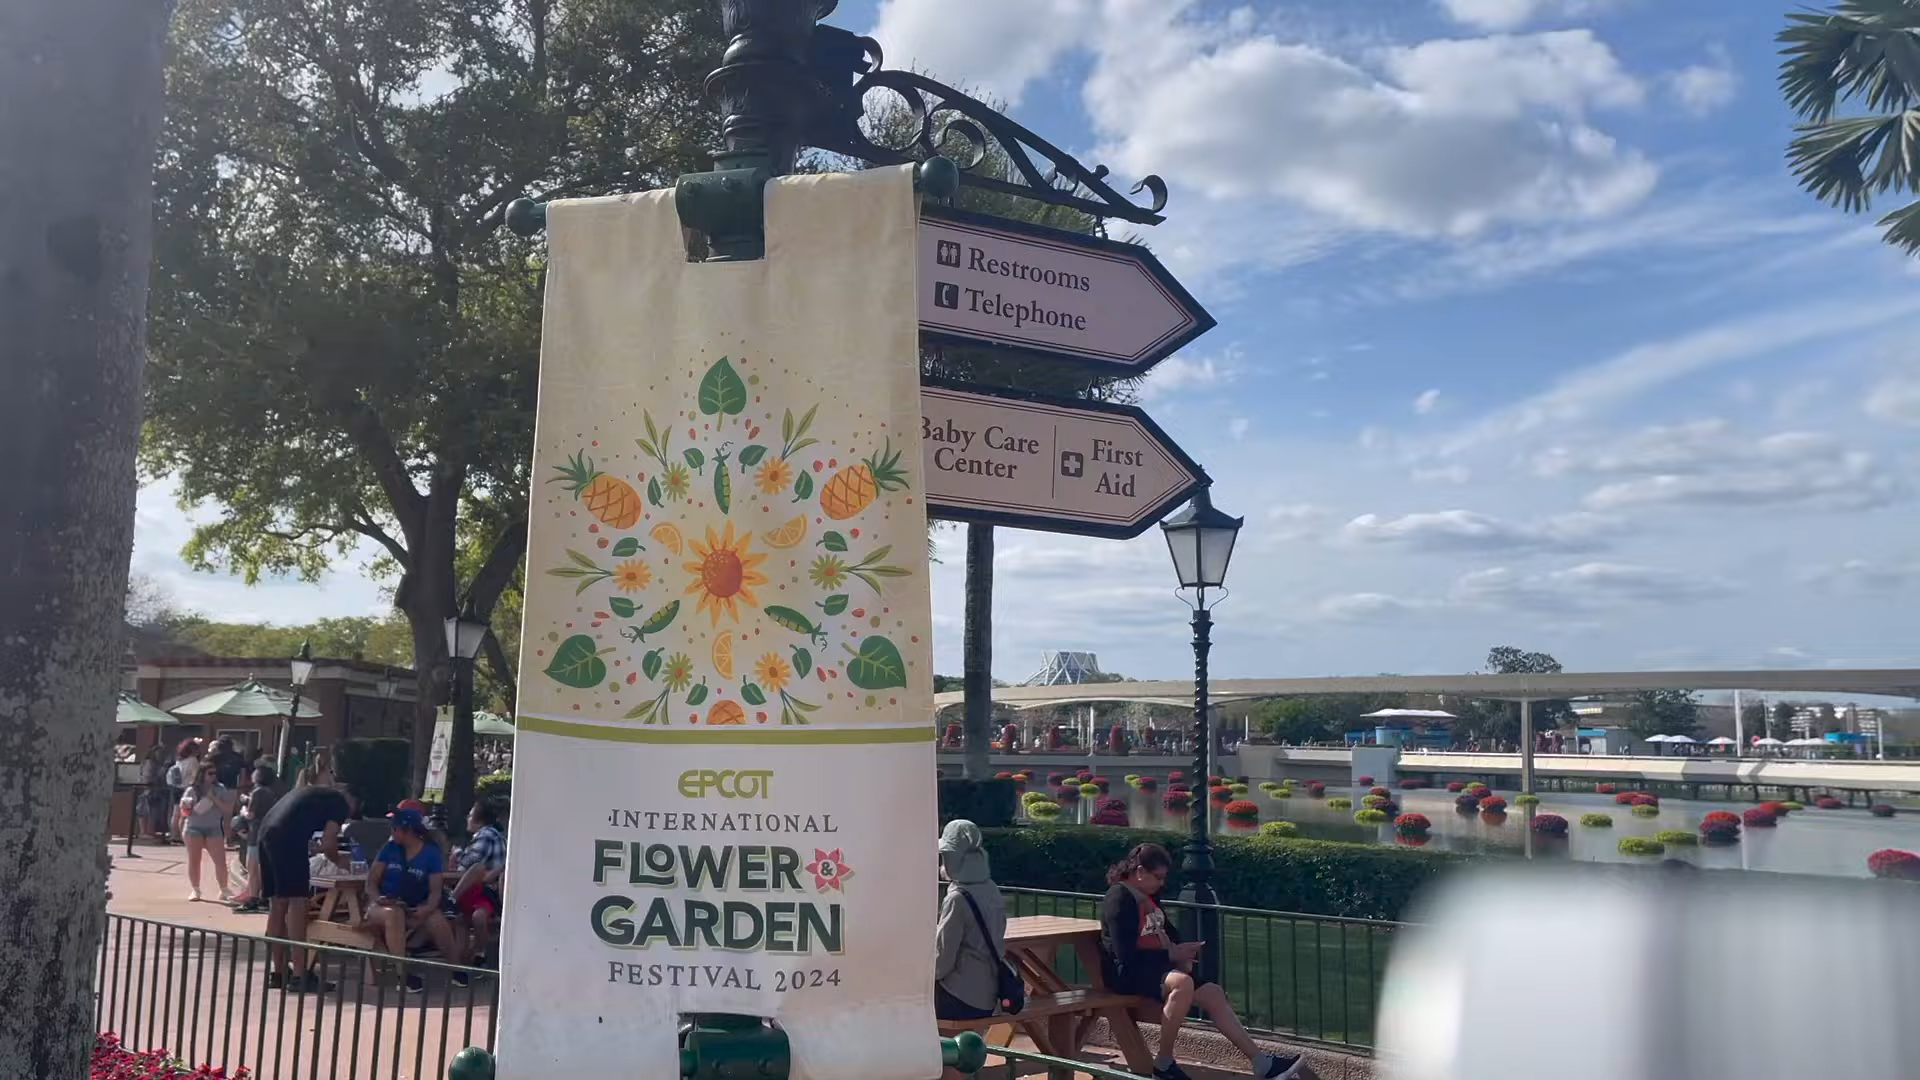 Restrooms
Telephone
Baby Care
Center
First
Aid
EPCOT
INTERNATIONAL
FLOWER &
GARDEN
FESTIVAL 2024